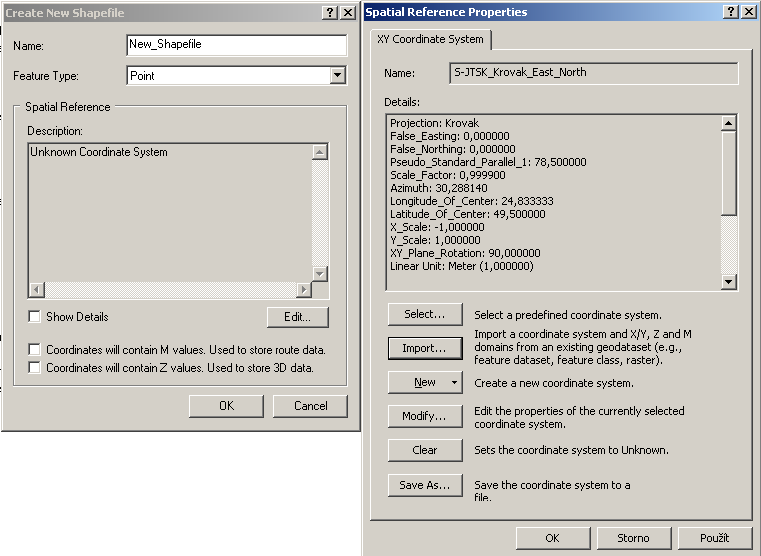 Create New Shapefile
Name:
New_Shapefile
Feature Type:
Point
Spatial Reference
Description:
Unknown Coordinate System
Show Details
Edit...
Coordinates will contain M values. Used to store route data.
Coordinates will contain Z values. Used to store 3D data.
OK
Cancel
Spatial Reference Properties
XY Coordinate System
Name:
S-JTSK_Krovak_East_North
Details:
Projection: Krovak
False_Easting: 0,000000
False_Northing: 0,000000
Pseudo_Standard_Parallel_1: 78,500000
Scale_Factor: 0,999900
Azimuth: 30,288140
Longitude_Of_Center: 24,833333
Latitude_Of_Center: 49,500000
X_Scale: -1,000000
Y_Scale: 1,000000
XY_Plane_Rotation: 90,000000
Linear Unit: Meter (1,000000)
Select...
Select a predefined coordinate system.
Import...
Import a coordinate system and X/Y, Z and M
domains from an existing geodataset (e.g.,
feature dataset, feature class, raster).
New
Create a new coordinate system.
Modify...
Edit the properties of the currently selected
coordinate system.
Clear
Sets the coordinate system to Unknown.
Save As...
Save the coordinate system to a
file.
OK
Storno
Použít